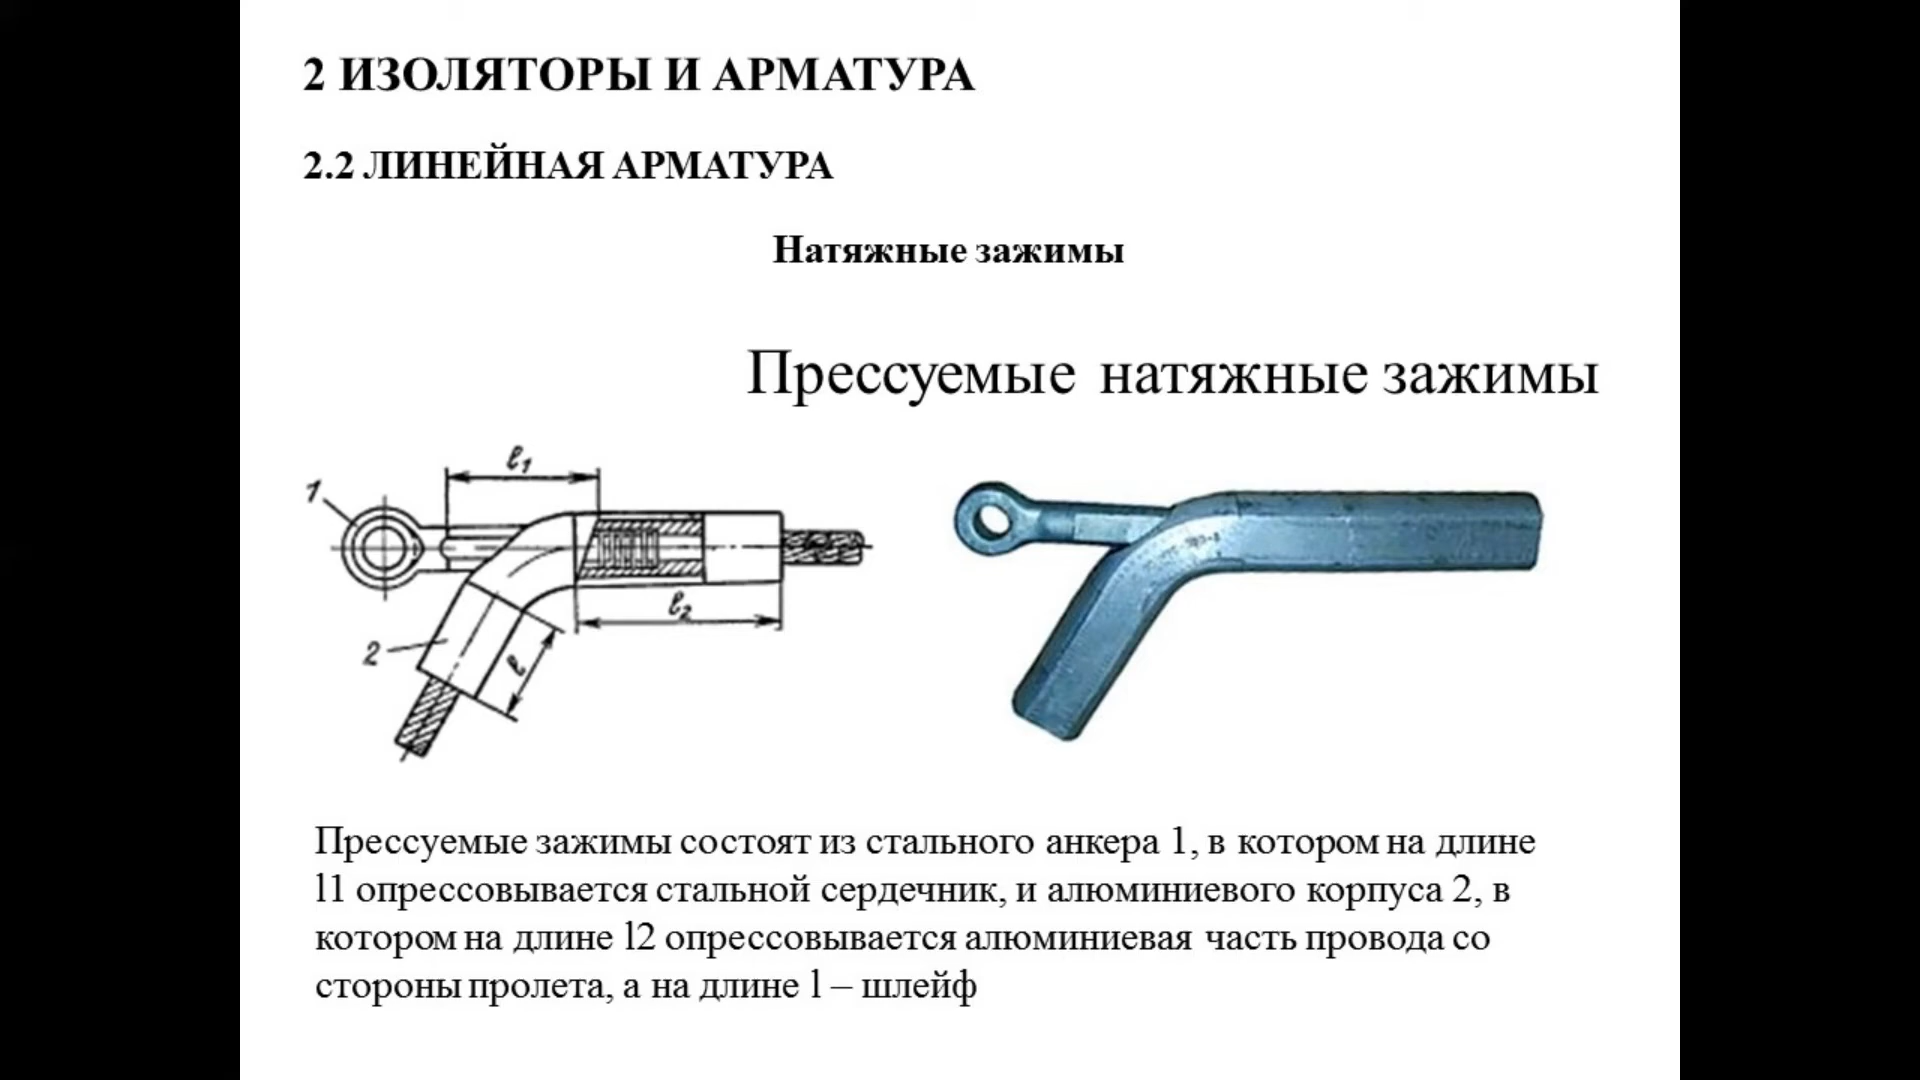 2 ИЗОЛЯТОРЫ И АРМАТУРА
2.2 ЛИНЕЙНАЯ АРМАТУРА
Натяжные зажимы
Прессуемые натяжные зажимы
ℓ1
1
ℓ2
2
ℓ
Прессуемые зажимы состоят из стального анкера 1, в котором на длине
l1 опрессовывается стальной сердечник, и алюминиевого корпуса 2, в
котором на длине l2 опрессовывается алюминиевая часть провода со
стороны пролета, а на длине l – шлейф